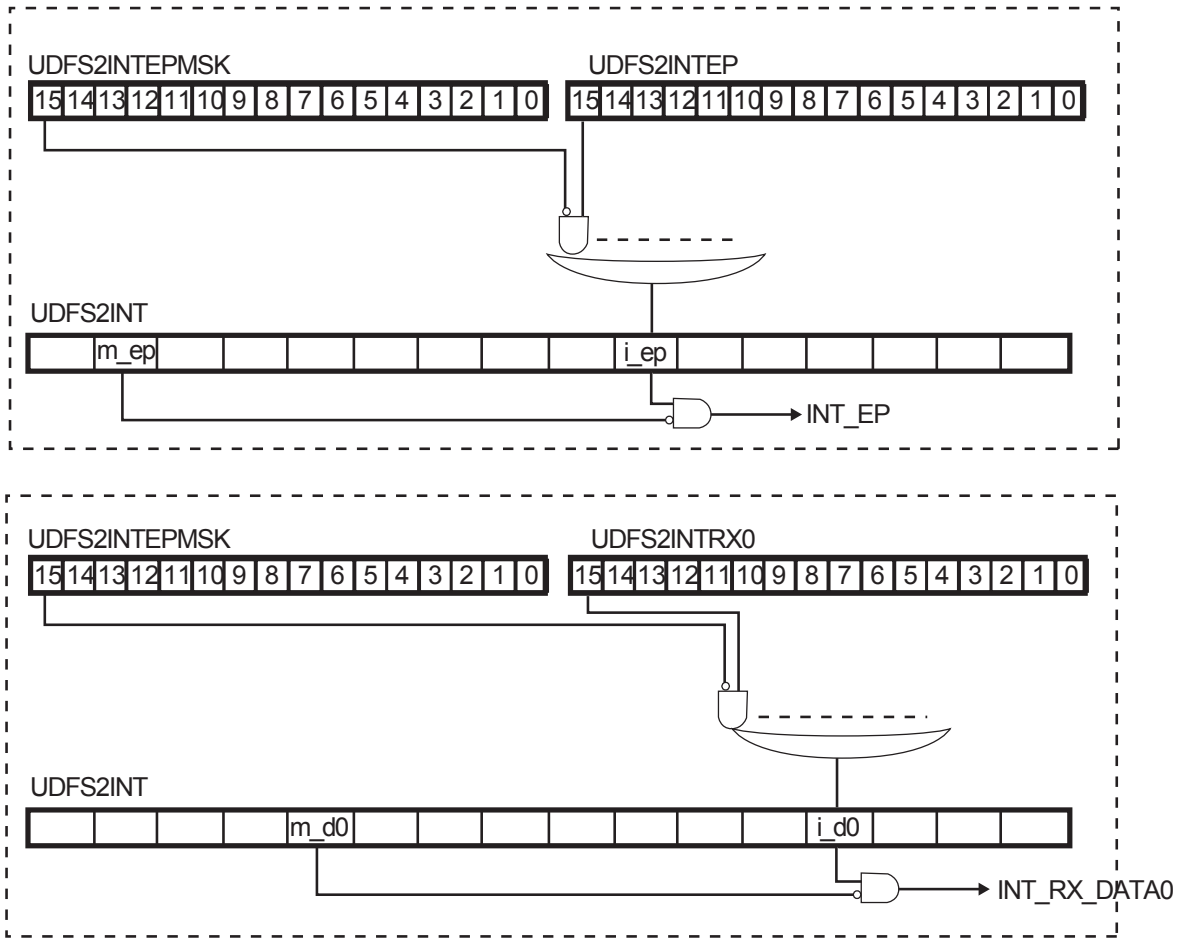 UDFS2INTEPMSK UDFS2INTEP
15 14 13 12 11 10 9 8 7 6 5 4 3 2 1 0 15 14 13 12 11 10 9 8 7 6 5 4 3 2 1 0
UDFS2INT
m_ep i_ep
INT_EP
UDFS2INTEPMSK UDFS2INTRX0
15 14 13 12 11 10 9 8 7 6 5 4 3 2 1 0 15 14 13 12 11 10 9 8 7 6 5 4 3 2 1 0
UDFS2INT
m_d0 i_d0
INT_RX_DATA0